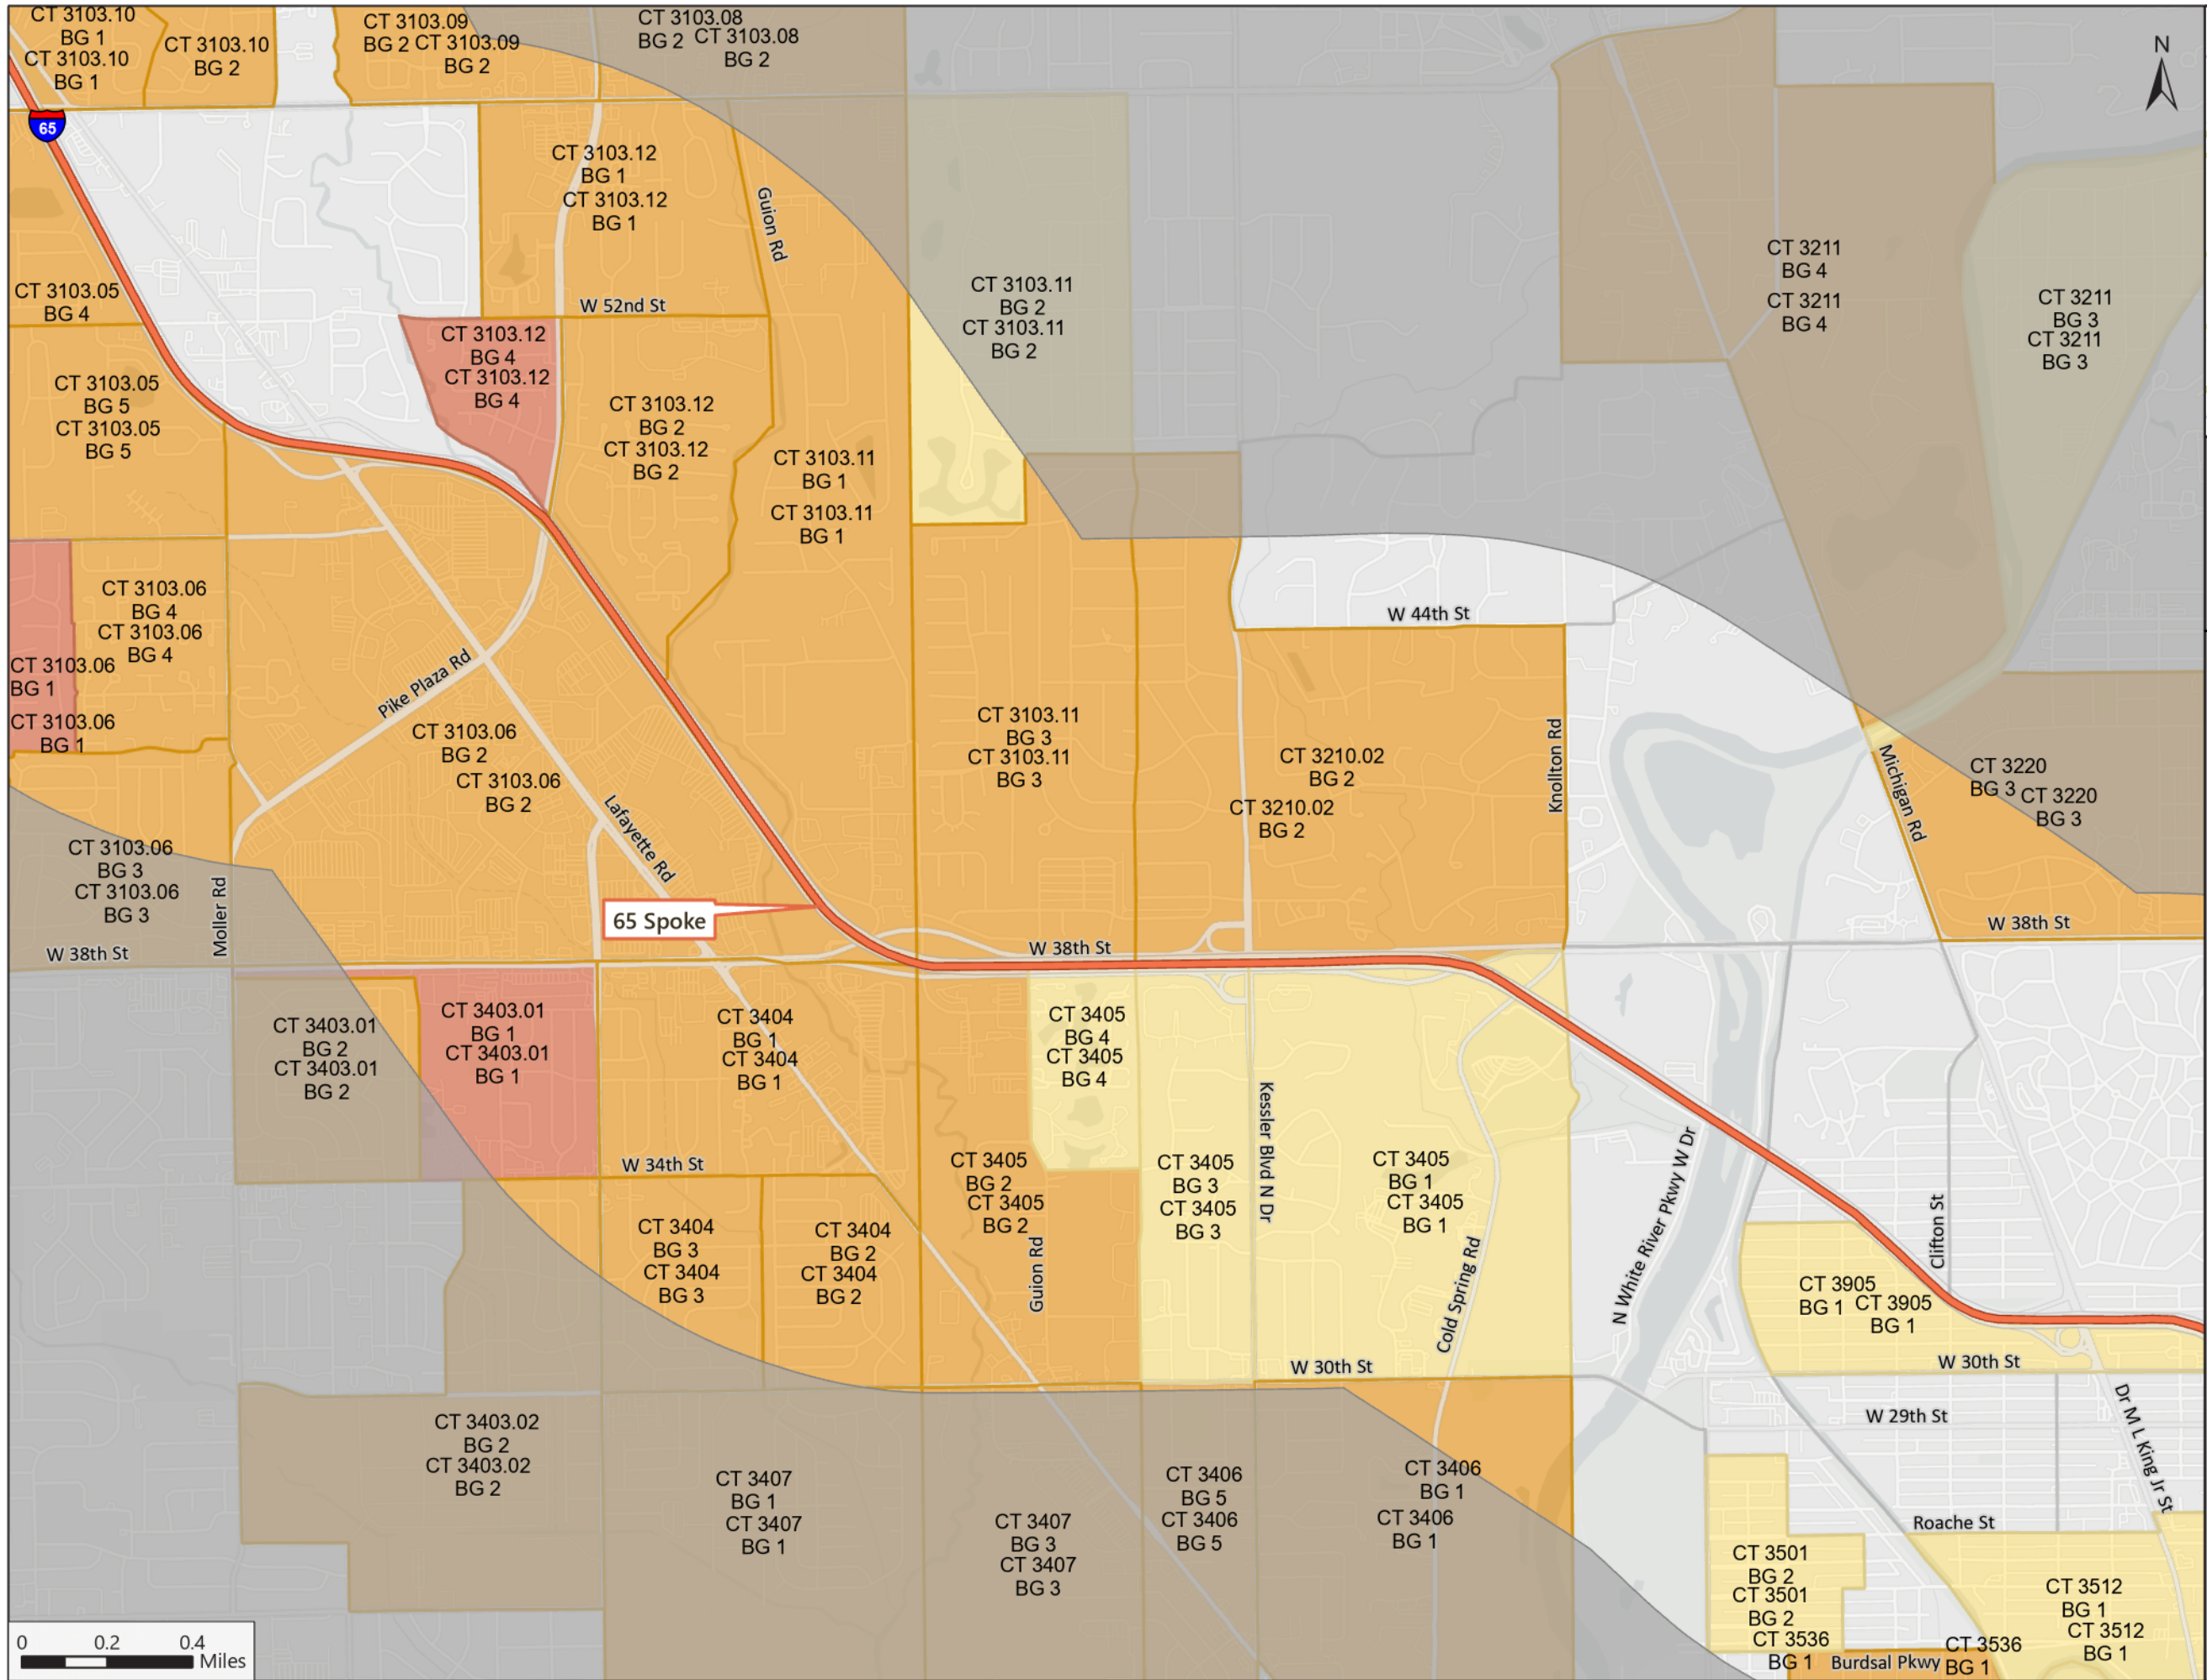 CT 3103.10
BG 1
CT 3103.10
BG 1
CT 3103.10
BG 2
CT 3103.09
BG 2
CT 3103.09
BG 2
CT 3103.08
BG 2
CT 3103.08
BG 2
N
65
CT 3103.12
BG 1
CT 3103.12
BG 1
Guion Rd
CT 3211
BG 4
CT 3211
BG 4
CT 3103.05
BG 4
W 52nd St
CT 3103.11
BG 2
CT 3103.11
BG 2
CT 3211
BG 3
CT 3211
BG 3
CT 3103.12
BG 4
CT 3103.12
BG 4
CT 3103.05
BG 5
CT 3103.05
BG 5
CT 3103.12
BG 2
CT 3103.12
BG 2
CT 3103.11
BG 1
CT 3103.11
BG 1
CT 3103.06
BG 4
CT 3103.06
BG 4
W 44th St
CT 3103.06
BG 1
CT 3103.06
BG 1
Pike Plaza Rd
CT 3103.06
BG 2
CT 3103.06
BG 2
CT 3103.11
BG 3
CT 3103.11
BG 3
CT 3210.02
BG 2
CT 3210.02
BG 2
Knollton Rd
Michigan Rd
CT 3220
BG 3
CT 3220
BG 3
Lafayette Rd
CT 3103.06
BG 3
CT 3103.06
BG 3
Moller Rd
65 Spoke
W 38th St
W 38th St
W 38th St
CT 3403.01
BG 2
CT 3403.01
BG 2
CT 3403.01
BG 1
CT 3403.01
BG 1
CT 3404
BG 1
CT 3404
BG 1
CT 3405
BG 4
CT 3405
BG 4
Kessler Blvd N Dr
W 34th St
CT 3405
BG 2
CT 3405
BG 2
CT 3405
BG 3
CT 3405
BG 3
CT 3405
BG 1
CT 3405
BG 1
N White River Pkwy W Dr
Clifton St
CT 3404
BG 3
CT 3404
BG 3
CT 3404
BG 2
CT 3404
BG 2
Guion Rd
Cold Spring Rd
CT 3905
BG 1
CT 3905
BG 1
W 30th St
W 30th St
W 29th St
Dr M L King Jr St
CT 3403.02
BG 2
CT 3403.02
BG 2
CT 3407
BG 1
CT 3407
BG 1
CT 3407
BG 3
CT 3407
BG 3
CT 3406
BG 5
CT 3406
BG 5
CT 3406
BG 1
CT 3406
BG 1
Roache St
CT 3501
BG 2
CT 3501
BG 2
CT 3512
BG 1
CT 3512
BG 1
CT 3536
BG 1
Burdsal Pkwy
CT 3536
BG 1
0 0.2 0.4
Miles